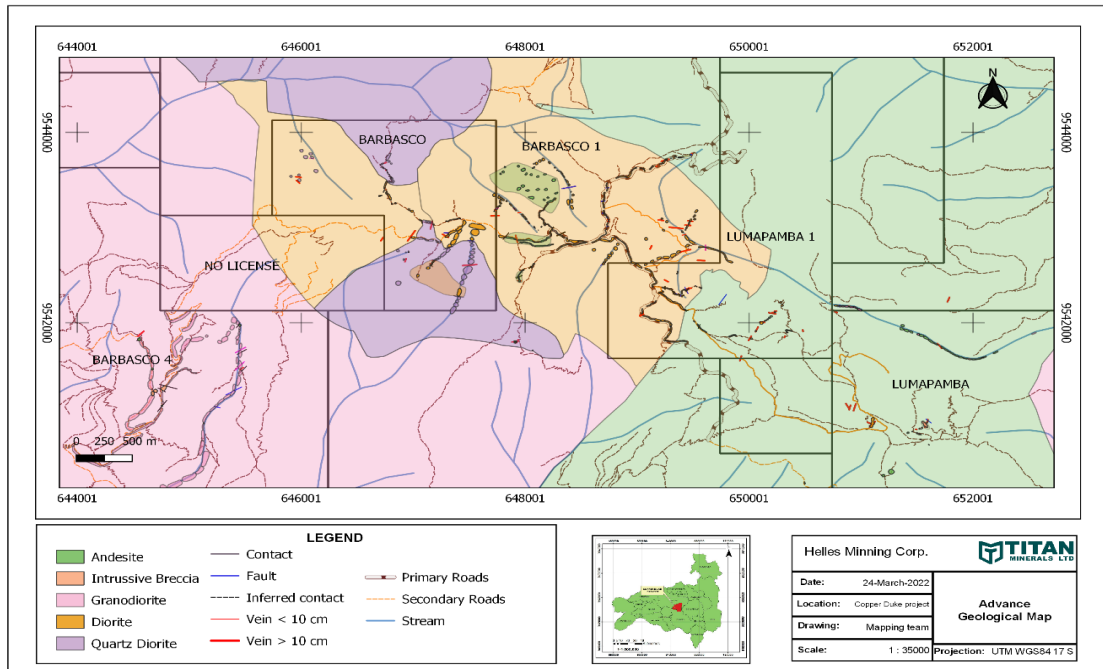 644001 646001 648001 650001 652001
N
9544000 9544000
BARBASCO BARBASCO 1
LUMAPAMBA 1
NO LICENSE
9542000 9542000
BARBASCO 4
LUMAPAMBA
0 250 500 m
644001 646001 648001 650001 652001
LEGEND
Andesite
Intrussive Breccia
Granodiorite
Diorite
Quartz Diorite
Contact
Fault
Inferred contact
Vein < 10 cm
Vein > 10 cm
Primary Roads
Secondary Roads
Stream
Helles Minning Corp.
TITAN
MINERALS LTD
Date: 24-March-2022
Location: Copper Duke project
Drawing: Mapping team
Scale: 1 : 35000
Advance
Geological Map
Projection: UTM WGS84 17 S